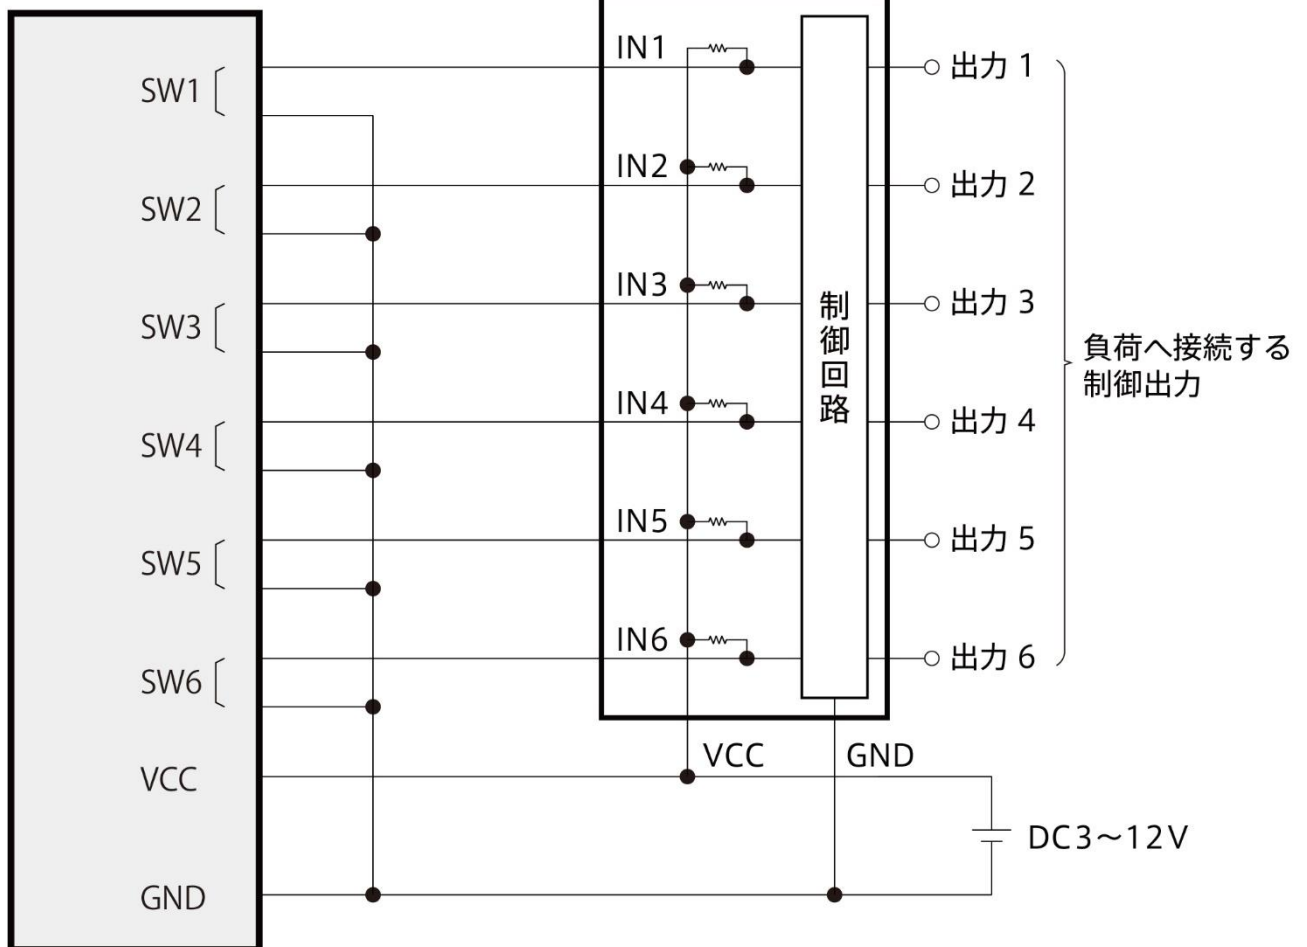 SW1
SW2
SW3
SW4
SW5
SW6
VCC
GND
IN1
IN2
IN3
IN4
IN5
IN6
制御回路
VCC
GND
出力 1
出力 2
出力 3
出力 4
出力 5
出力 6
負荷へ接続する
制御出力
DC3～12V